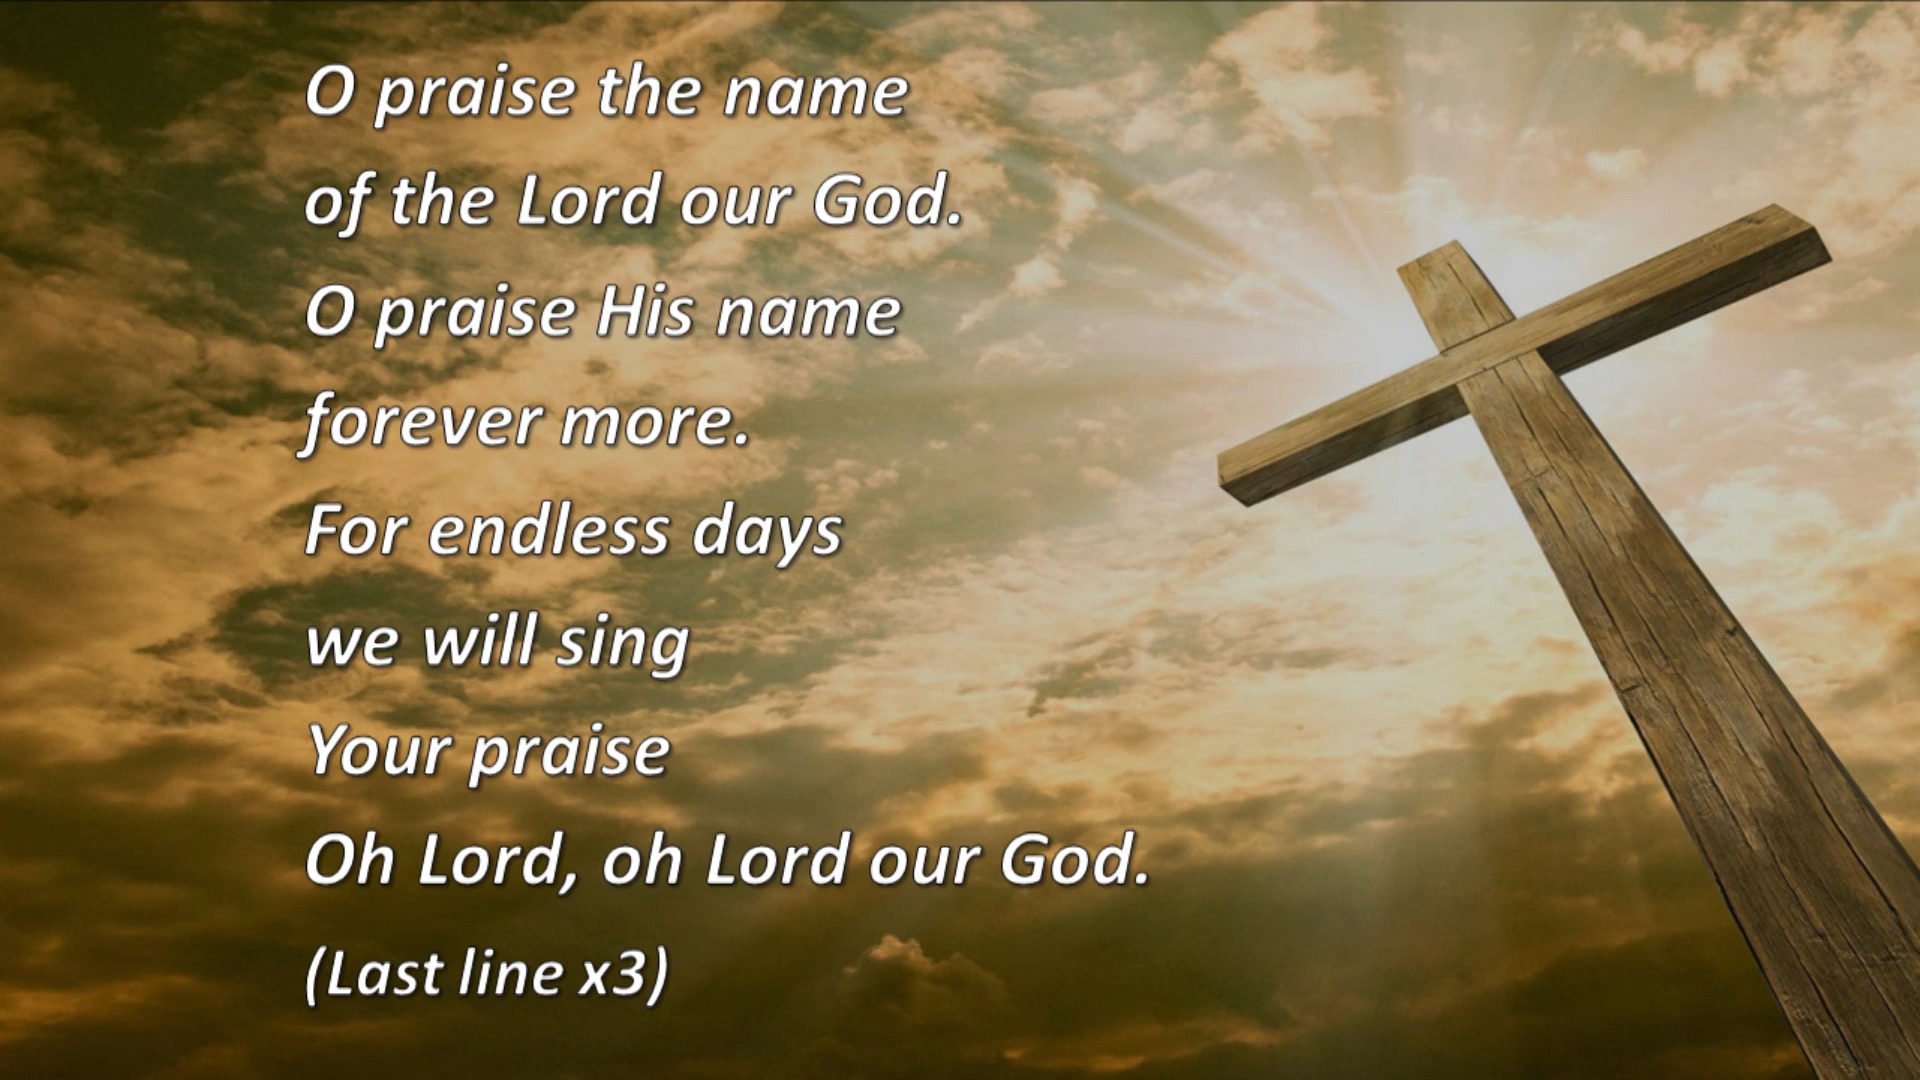 O praise the name
of the Lord our God.
O praise His name
forever more.
For endless days
we will sing
Your praise
Oh Lord, oh Lord our God.
(Last line x3)